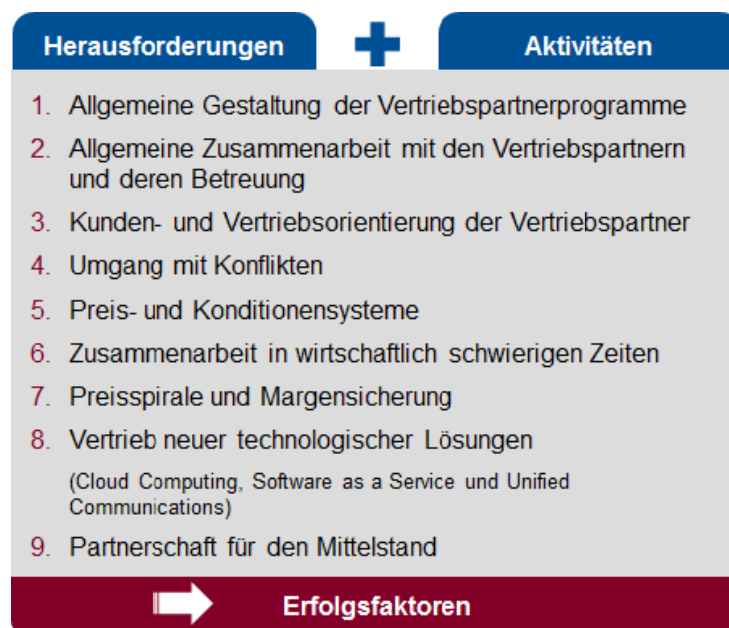 Herausforderungen + Aktivitäten
1. Allgemeine Gestaltung der Vertriebspartnerprogramme
2. Allgemeine Zusammenarbeit mit den Vertriebspartnern
und deren Betreuung
3. Kunden- und Vertriebsorientierung der Vertriebspartner
4. Umgang mit Konflikten
5. Preis- und Konditionensysteme
6. Zusammenarbeit in wirtschaftlich schwierigen Zeiten
7. Preisspirale und Margensicherung
8. Vertrieb neuer technologischer Lösungen
(Cloud Computing, Software as a Service und Unified
Communications)
9. Partnerschaft für den Mittelstand
Erfolgsfaktoren